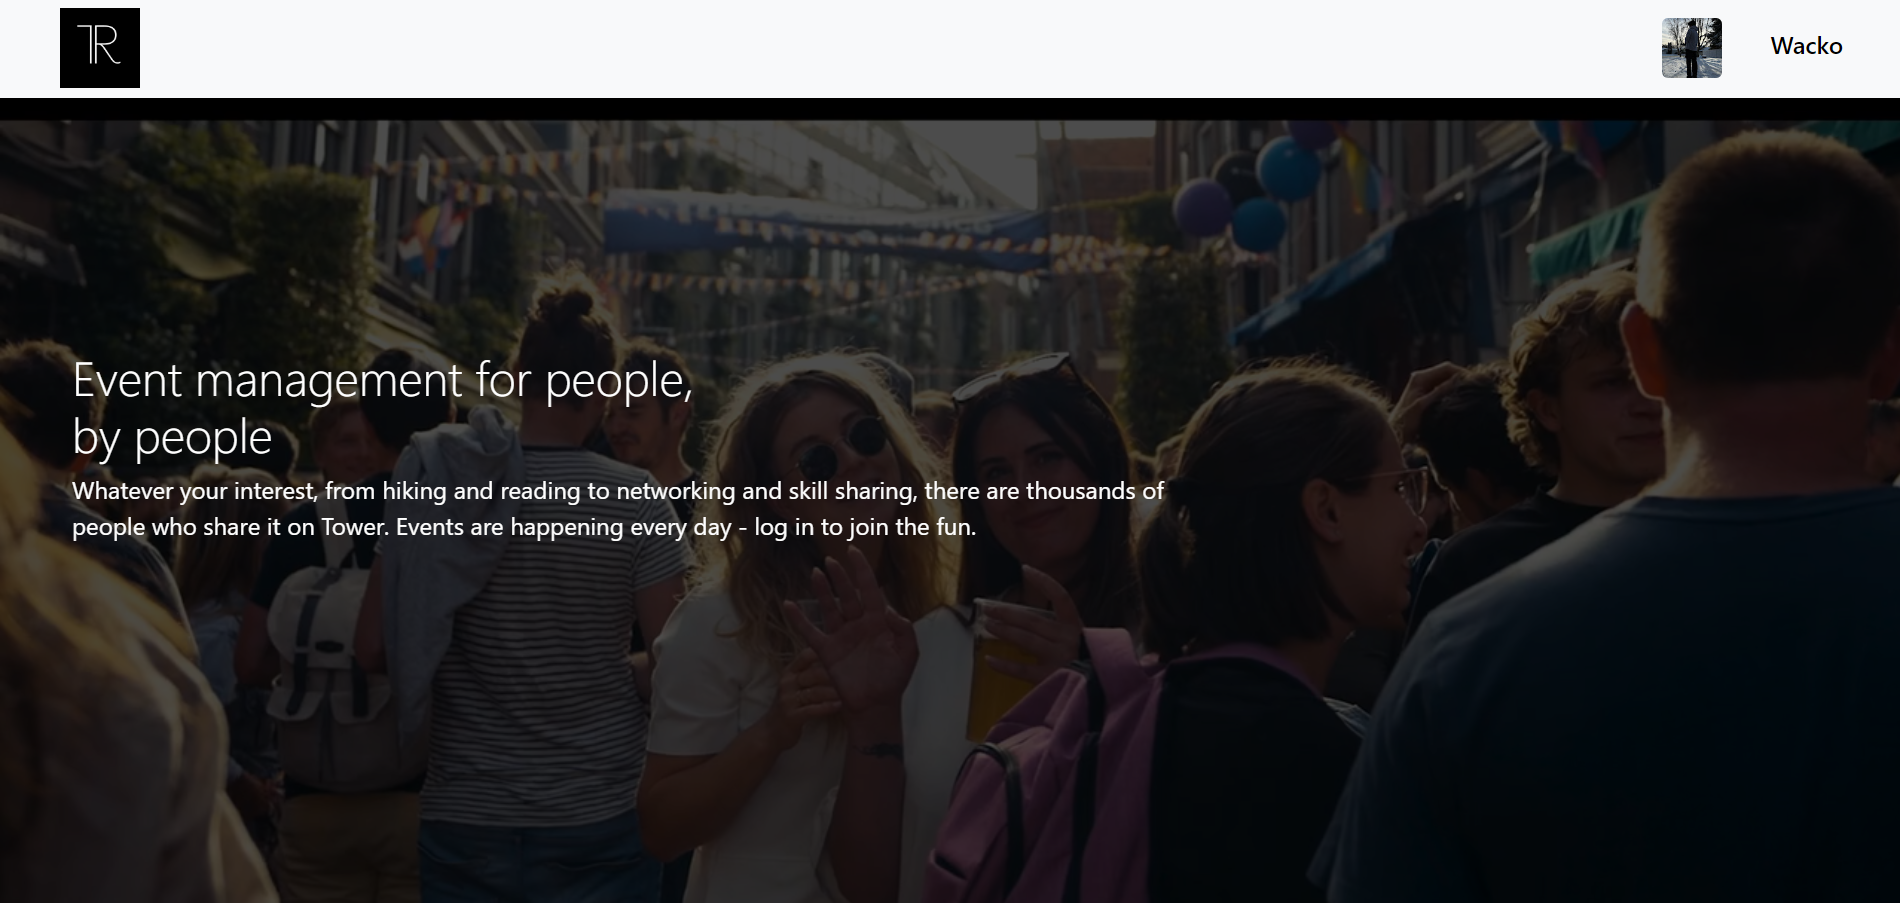 TR
Wacko
Event management for people,
by people
Whatever your interest, from hiking and reading to networking and skill sharing, there are thousands of
people who share it on Tower. Events are happening every day - log in to join the fun.